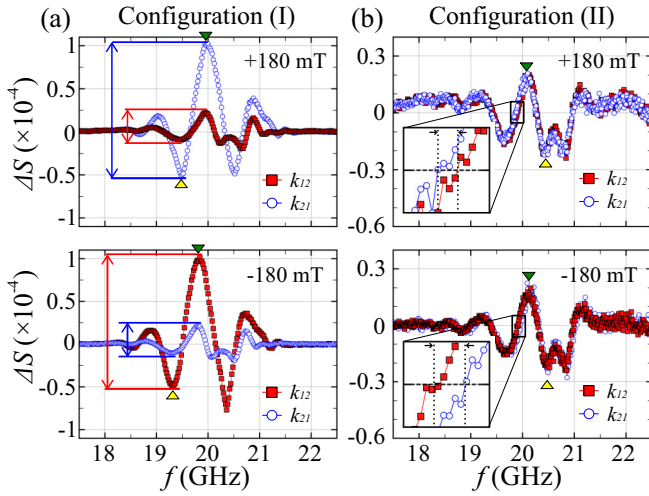 (a) Configuration (I)
+180 mT
1
0.5
0
-0.5
-1
ΔS (×10⁻⁴)
k12
k21
-180 mT
1
0.5
0
-0.5
-1
ΔS (×10⁻⁴)
k12
k21
18 19 20 21 22
f (GHz)
(b) Configuration (II)
+180 mT
0.3
0
-0.3
-0.6
k12
k21
-180 mT
0.3
0
-0.3
-0.6
k12
k21
18 19 20 21 22
f (GHz)